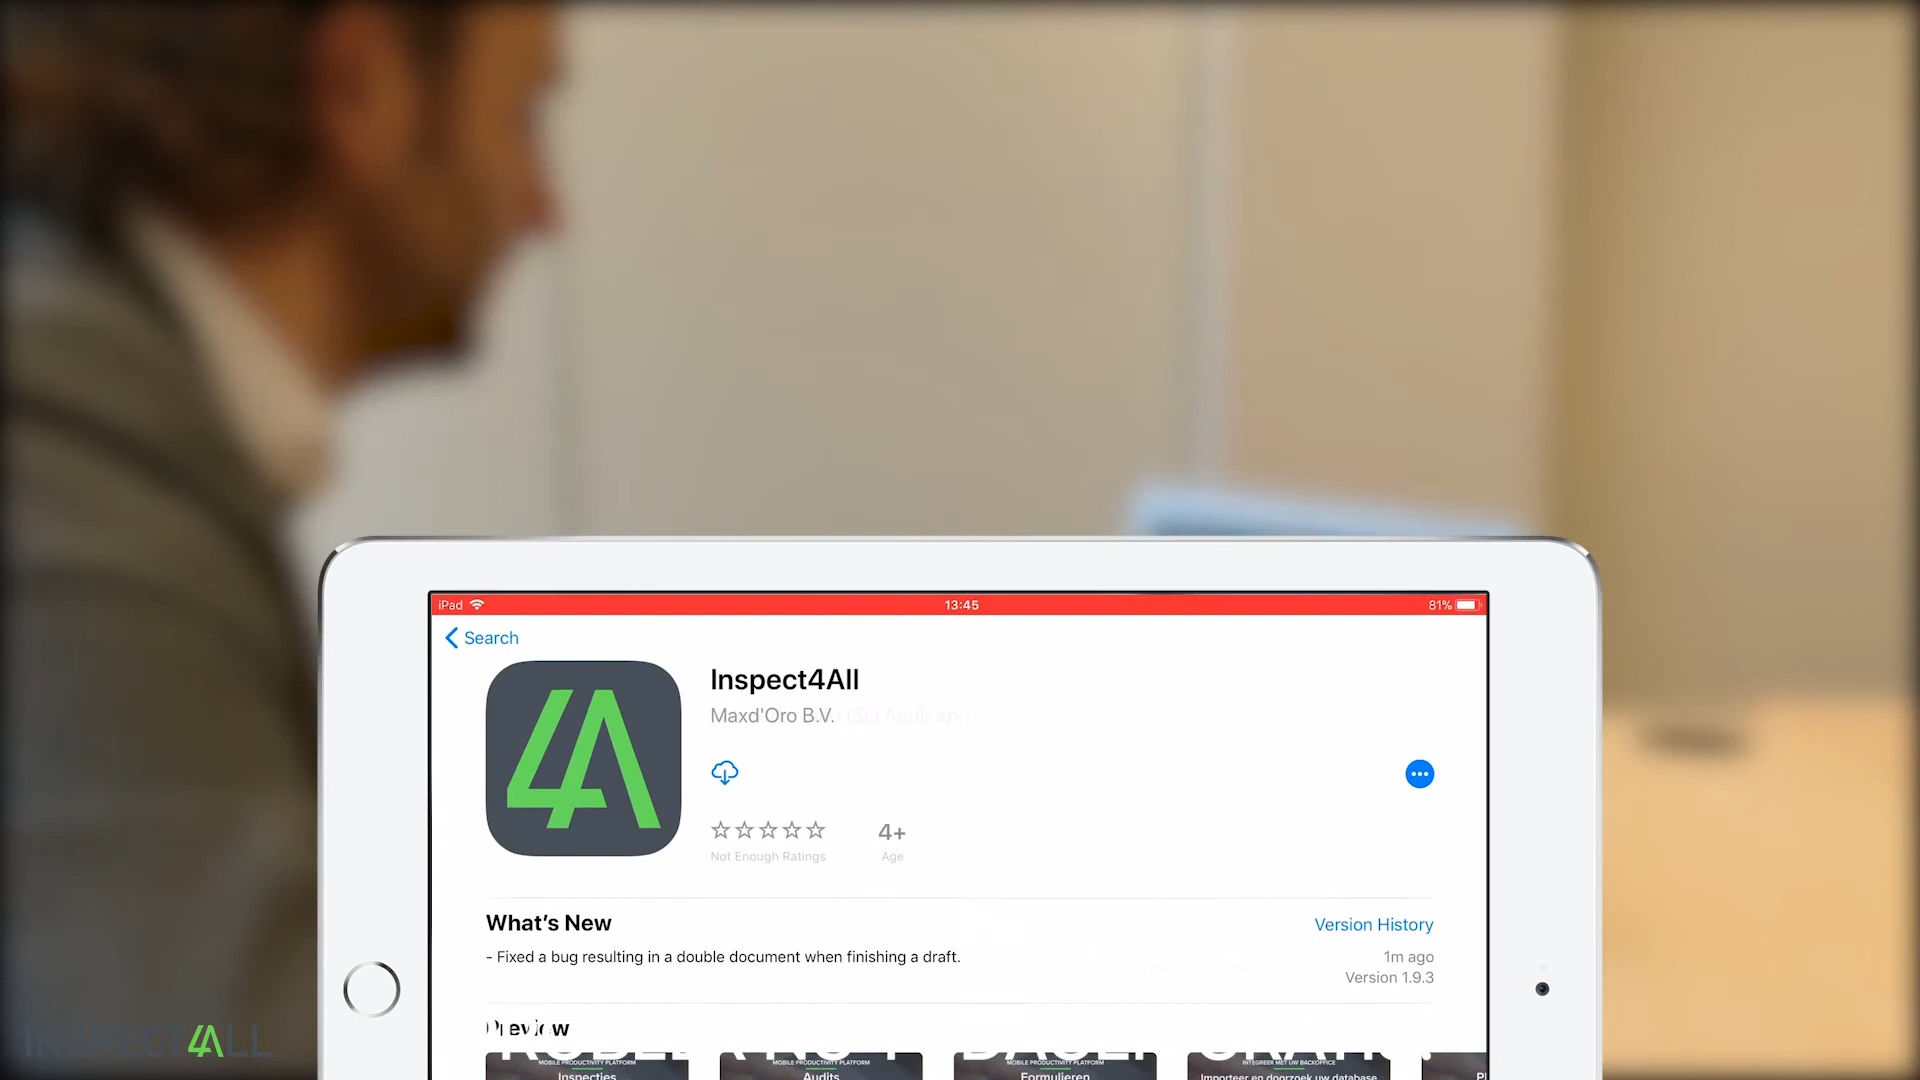 iPad 13:45 81%
Search
Inspect4All
Maxd'Oro B.V.
Not Enough Ratings
4+
Age
What's New
Version History
- Fixed a bug resulting in a double document when finishing a draft.
1m ago
Version 1.9.3
Preview
MOBILE PRODUCTIVITY PLATFORM
Inspecties
MOBILE PRODUCTIVITY PLATFORM
Audits
MOBILE PRODUCTIVITY PLATFORM
Formulieren
INTEGREER MET UW BACKOFFICE
Importeer en doorzoek uw database
INSPECT4ALL